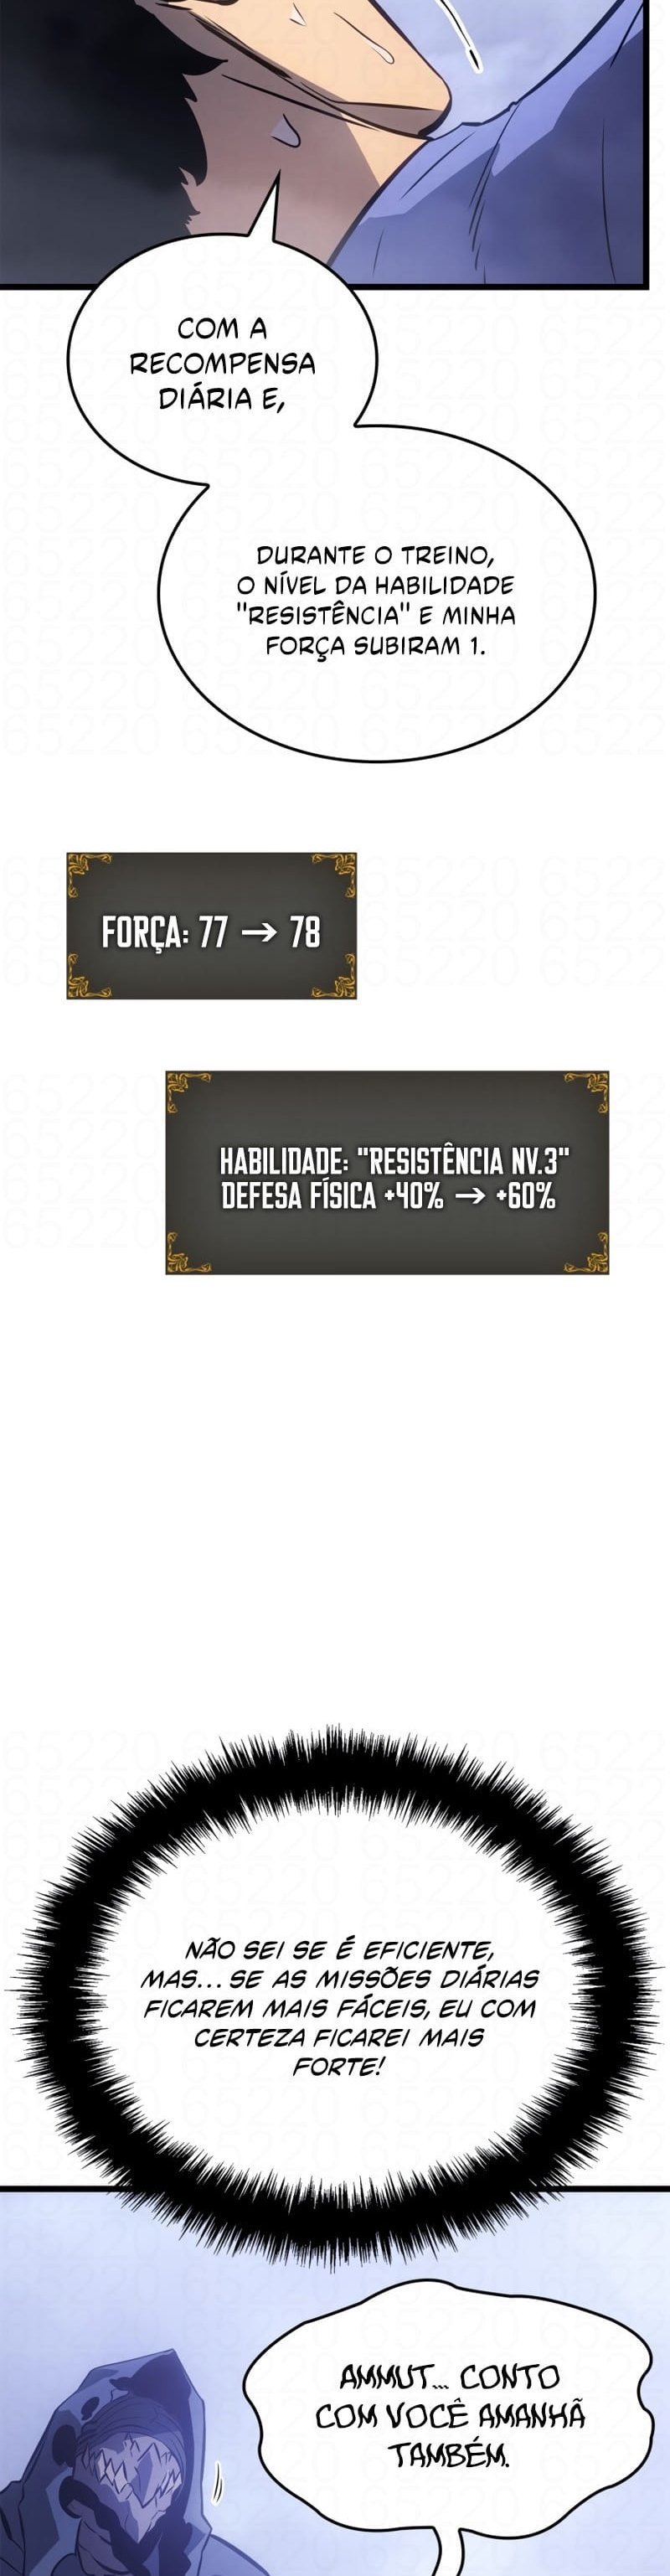 COM A
RECOMPENSA
DIÁRIA E,
DURANTE O TREINO,
O NÍVEL DA HABILIDADE
"RESISTÊNCIA" E MINHA
FORÇA SUBIRAM 1.
FORÇA: 77 → 78
HABILIDADE: "RESISTÊNCIA NV.3"
DEFESA FÍSICA +40% → +60%
NÃO SEI SE É EFICIENTE,
MAS... SE AS MISSÕES DIÁRIAS
FICAREM MAIS FÁCEIS, EU COM
CERTEZA FICAREI MAIS
FORTE!
AMMUT... CONTO
COM VOCÊ AMANHÃ
TAMBÉM.